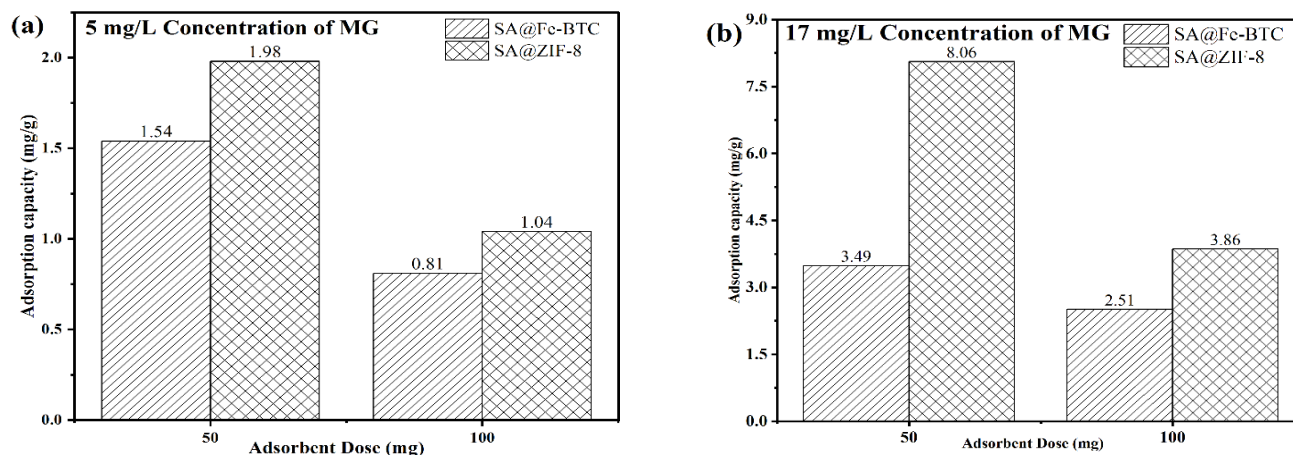 (a)
5 mg/L Concentration of MG
SA@Fe-BTC
SA@ZIF-8
Adsorption capacity (mg/g)
2.0
1.5
1.0
0.5
0.0
1.54
1.98
0.81
1.04
50
100
Adsorbent Dose (mg)
(b)
17 mg/L Concentration of MG
SA@Fe-BTC
SA@ZIF-8
Adsorption capacity (mg/g)
9.0
7.5
6.0
4.5
3.0
1.5
0.0
3.49
8.06
2.51
3.86
50
100
Adsorbent Dose (mg)